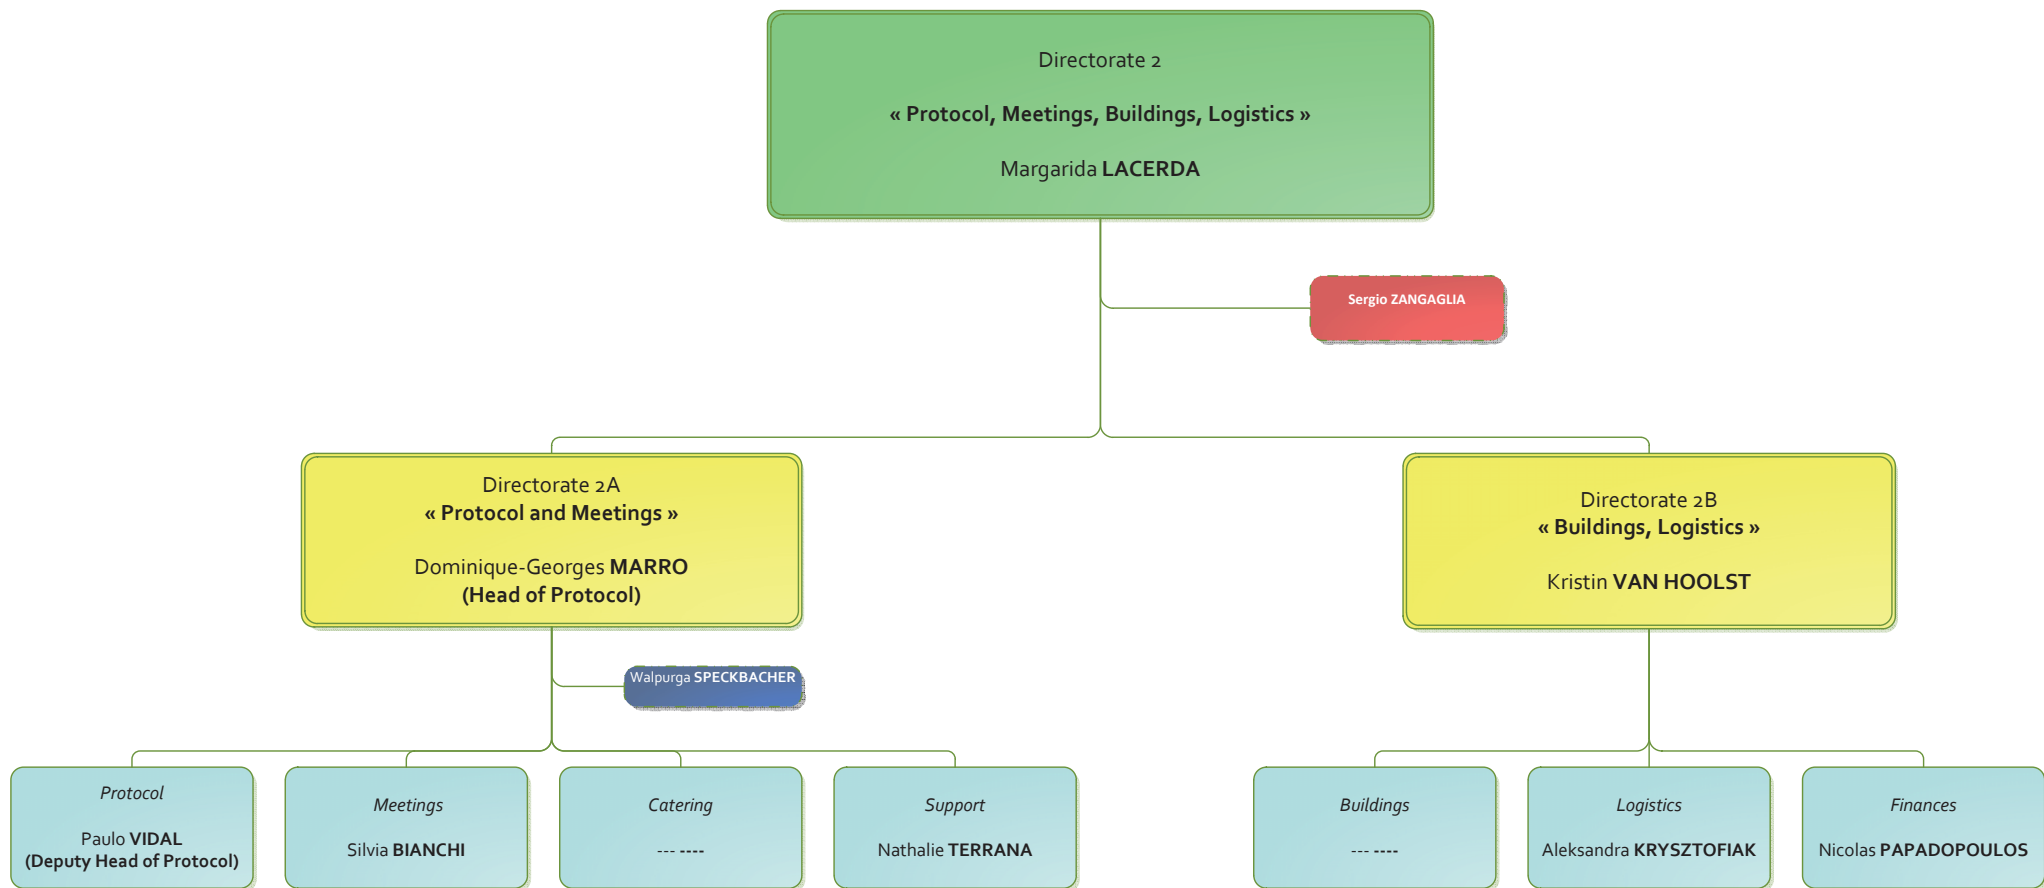 Directorate 2
« Protocol, Meetings, Buildings, Logistics »
Margarida LACERDA
Sergio ZANGAGLIA
Directorate 2A
« Protocol and Meetings »
Dominique-Georges MARRO
(Head of Protocol)
Directorate 2B
« Buildings, Logistics »
Kristin VAN HOOLST
Walpurga SPECKBACHER
Protocol
Paulo VIDAL
(Deputy Head of Protocol)
Meetings
Silvia BIANCHI
Catering
--- ----
Support
Nathalie TERRANA
Buildings
--- ----
Logistics
Aleksandra KRYSZTOFIAK
Finances
Nicolas PAPADOPOULOS